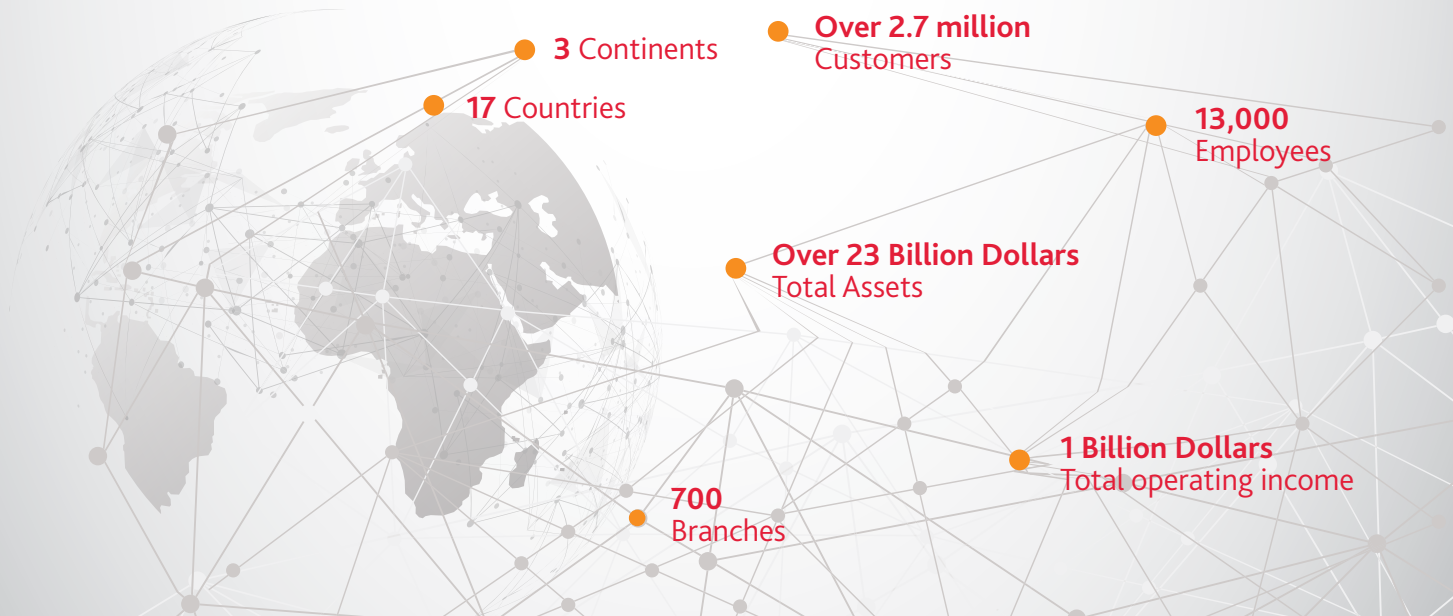 3 Continents
17 Countries
Over 2.7 million
Customers
13,000
Employees
Over 23 Billion Dollars
Total Assets
1 Billion Dollars
Total operating income
700
Branches